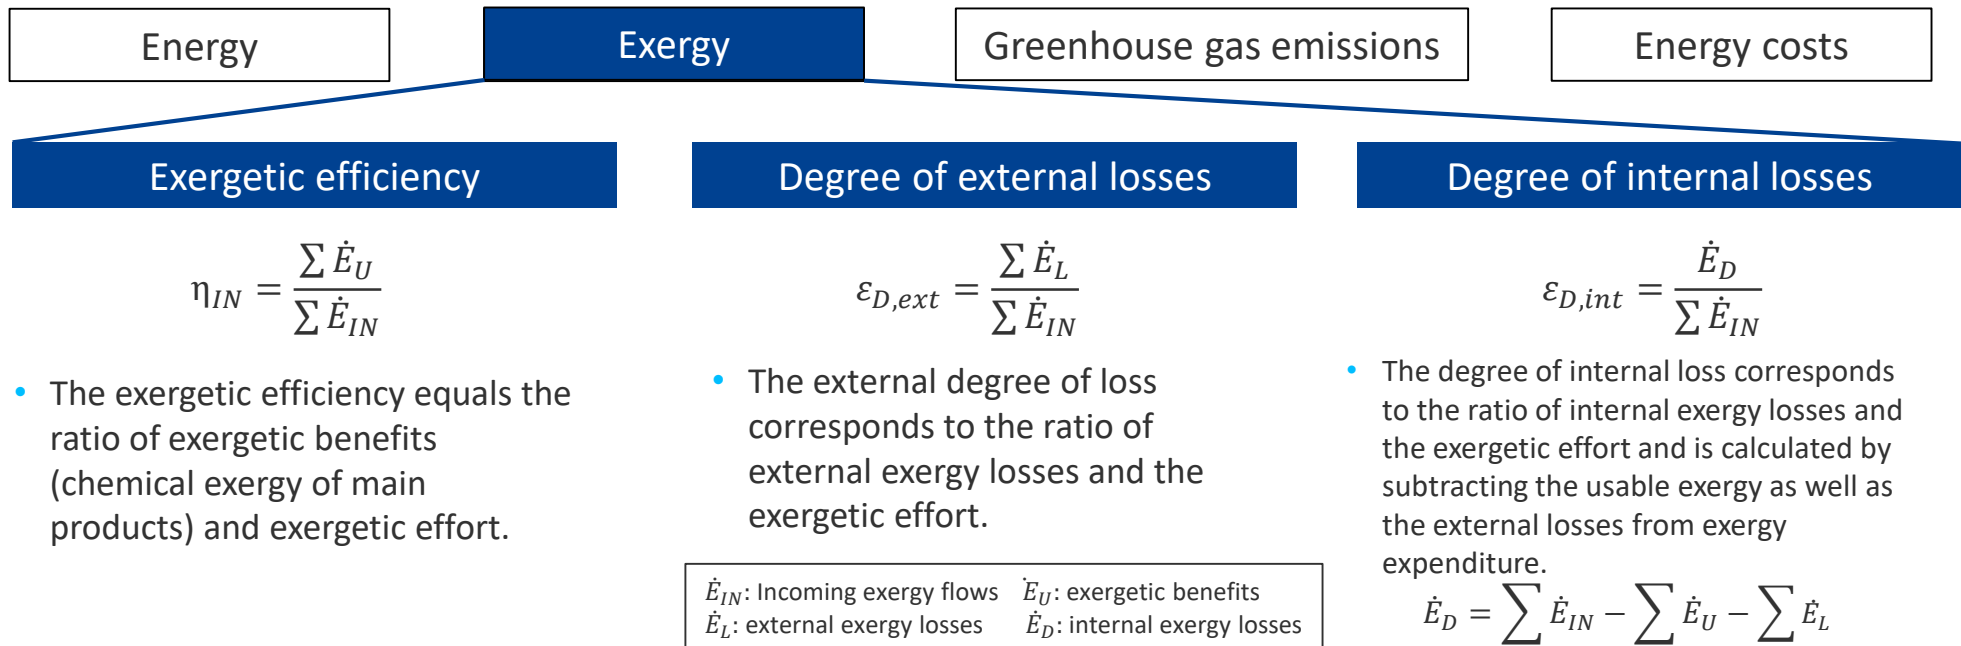 Energy
Exergy
Greenhouse gas emissions
Energy costs
Exergetic efficiency
η_IN = ∑ Ė_U / ∑ Ė_IN
• The exergetic efficiency equals the
ratio of exergetic benefits
(chemical exergy of main
products) and exergetic effort.
Degree of external losses
ε_D,ext = ∑ Ė_L / ∑ Ė_IN
• The external degree of loss
corresponds to the ratio of
external exergy losses and the
exergetic effort.
Ė_IN: Incoming exergy flows Ė_U: exergetic benefits
Ė_L: external exergy losses Ė_D: internal exergy losses
Degree of internal losses
ε_D,int = Ė_D / ∑ Ė_IN
• The degree of internal loss corresponds
to the ratio of internal exergy losses and
the exergetic effort and is calculated by
subtracting the usable exergy as well as
the external losses from exergy
expenditure.
Ė_D = ∑ Ė_IN − ∑ Ė_U − ∑ Ė_L